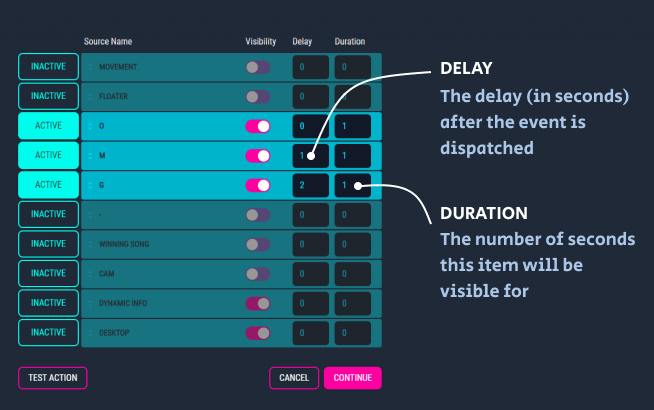 Source Name Visibility Delay Duration
INACTIVE MOVEMENT 0 0
INACTIVE FLOATER 0 0
ACTIVE O 0 1
ACTIVE M 1 1
ACTIVE G 2 1
INACTIVE - 0 0
INACTIVE WINNING SONG 0 0
INACTIVE CAM 0 0
INACTIVE DYNAMIC INFO 0 0
INACTIVE DESKTOP 0 0
TEST ACTION CANCEL CONTINUE
DELAY
The delay (in seconds)
after the event is
dispatched
DURATION
The number of seconds
this item will be
visible for